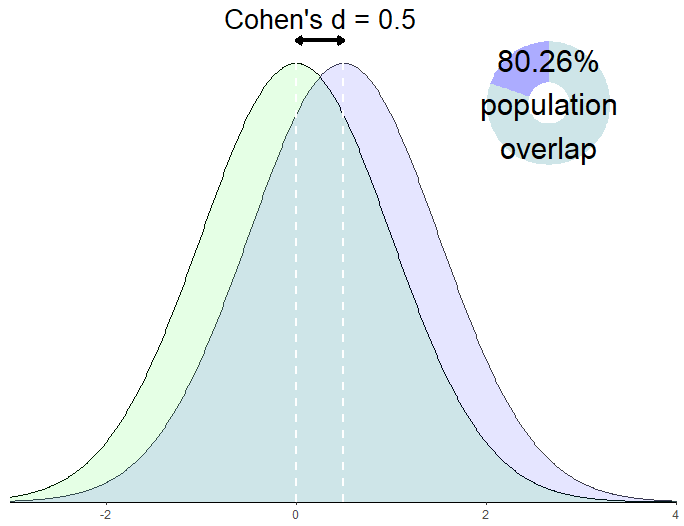 Cohen's d = 0.5
80.26%
population
overlap
-2
0
2
4